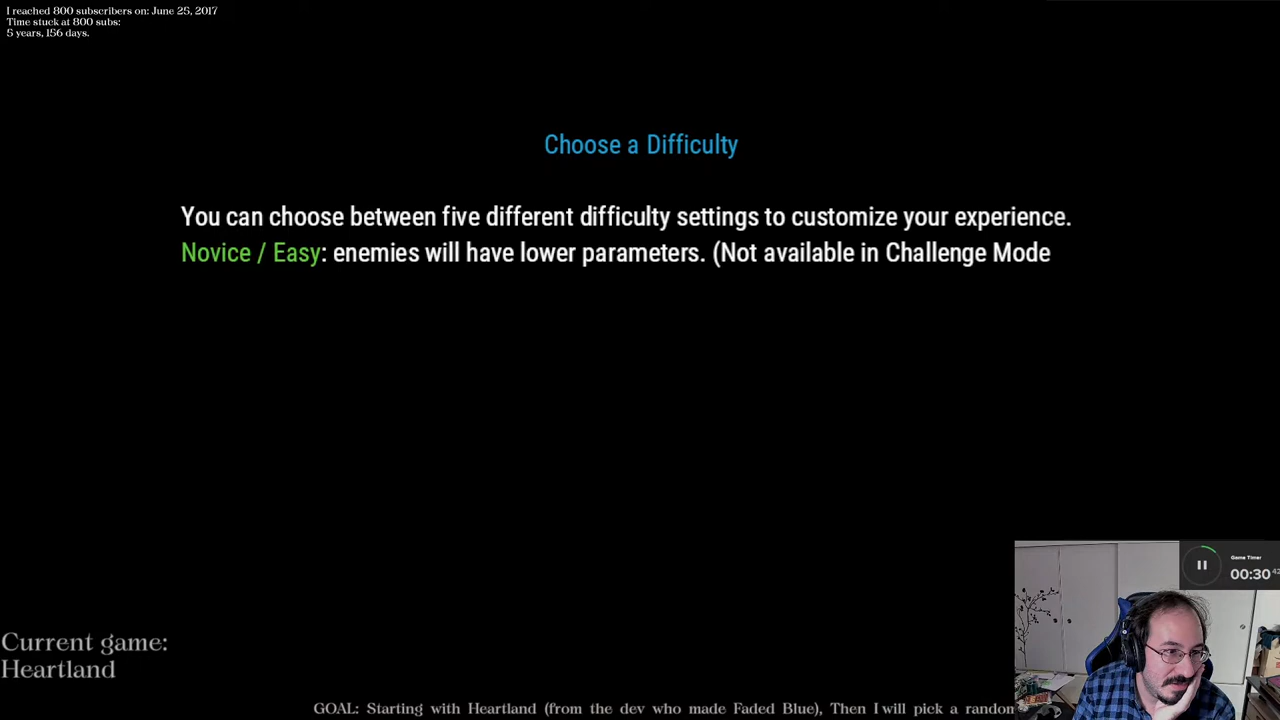 I reached 800 subscribers on: June 25, 2017
Time stuck at 800 subs:
5 years, 156 days.
Choose a Difficulty
You can choose between five different difficulty settings to customize your experience.
Novice / Easy: enemies will have lower parameters. (Not available in Challenge Mode
Game Timer
00:30 42
Current game:
Heartland
GOAL: Starting with Heartland (from the dev who made Faded Blue), Then I will pick a random